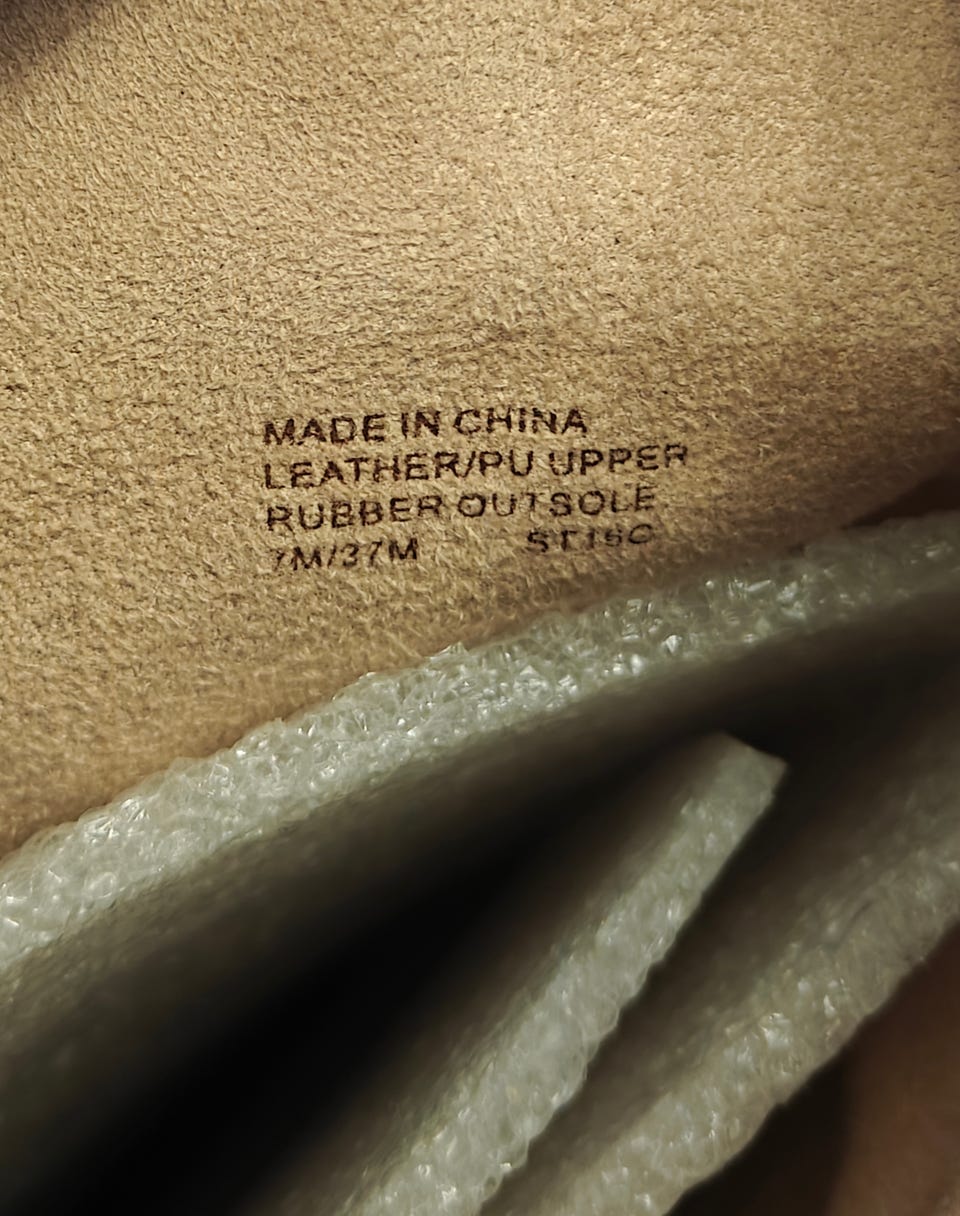 MADE IN CHINA
LEATHER/PU UPPER
RUBBER OUTSOLE
7M/37M